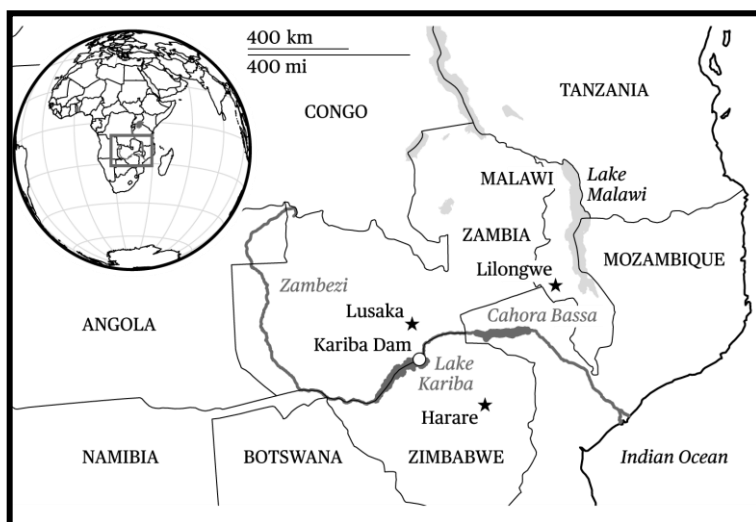 400 km
400 mi
CONGO
TANZANIA
MALAWI
Lake
Malawi
ZAMBIA
MOZAMBIQUE
Lilongwe
Zambezi
Lusaka
Cahora Bassa
ANGOLA
Kariba Dam
Lake
Kariba
Harare
NAMIBIA
BOTSWANA
ZIMBABWE
Indian Ocean